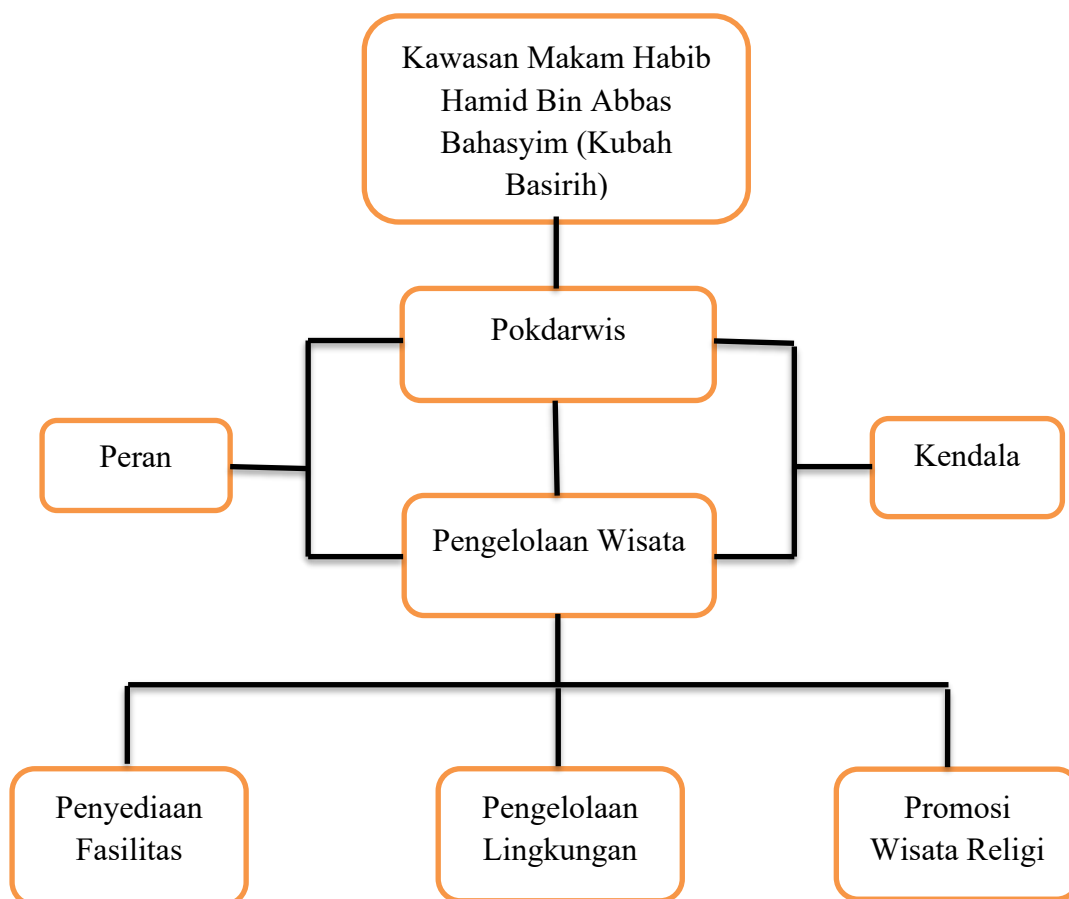 Kawasan Makam Habib
Hamid Bin Abbas
Bahasyim (Kubah
Basirih)
Pokdarwis
Peran
Kendala
Pengelolaan Wisata
Penyediaan
Fasilitas
Pengelolaan
Lingkungan
Promosi
Wisata Religi